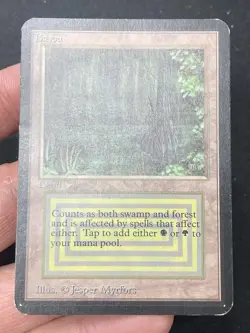 Bayou
Counts as both swamp and forest
and is affected by spells that affect
either. Tap to add either or to
your mana pool.
Illus. © Jesper Myrfors